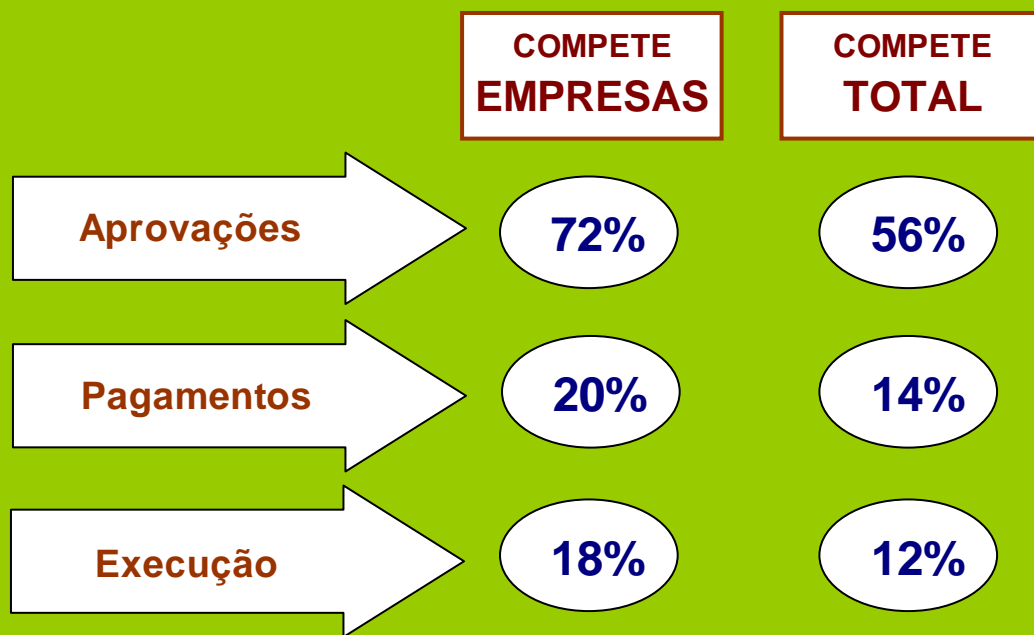 COMPETE
EMPRESAS
COMPETE
TOTAL
Aprovações
72%
56%
Pagamentos
20%
14%
Execução
18%
12%